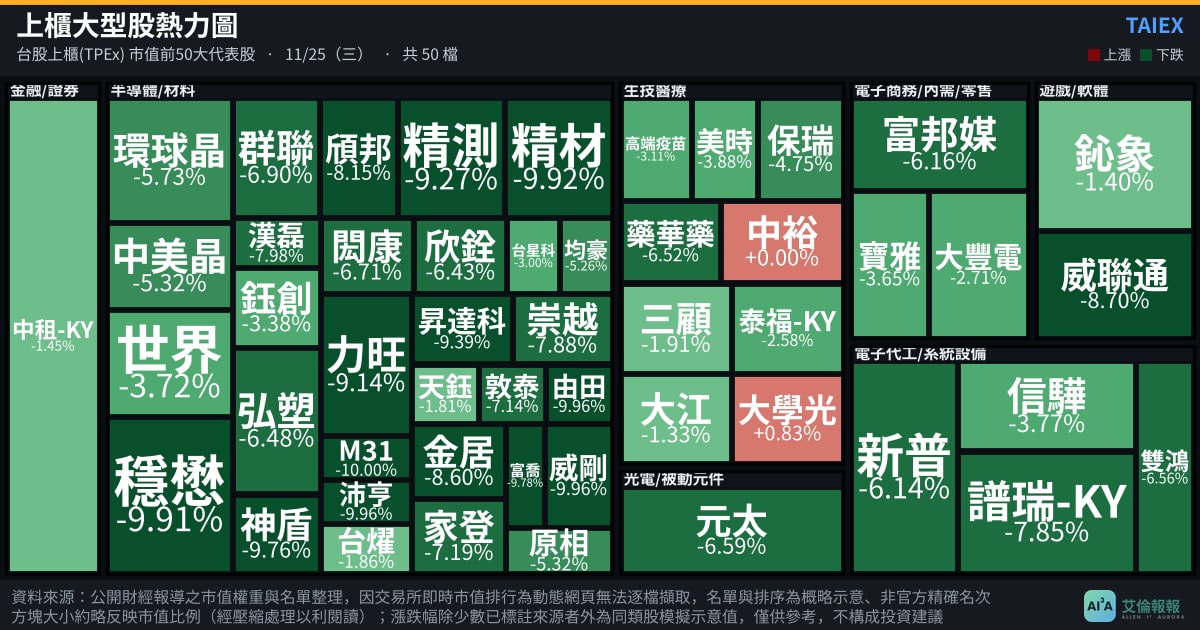 上櫃大型股熱力圖
TAIEX
台股上櫃(TPEx) 市值前50大代表股 · 11/25（三） · 共 50 檔
上漲 下跌
金融/證券
中租-KY
-1.45%
半導體/材料
環球晶
-5.73%
群聯
-6.90%
頎邦
-8.15%
精測
-9.27%
精材
-9.92%
中美晶
-5.32%
漢磊
-7.98%
閎康
-6.71%
欣銓
-6.43%
台星科
-3.00%
均豪
-5.26%
鈺創
-3.38%
世界
-3.72%
力旺
-9.14%
昇達科
-9.39%
崇越
-7.88%
弘塑
-6.48%
天鈺
-1.81%
敦泰
-7.14%
由田
-9.96%
穩懋
-9.91%
M31
-10.00%
金居
-8.60%
富喬
-9.78%
威剛
-9.96%
沛亨
-9.96%
神盾
-9.76%
台燿
-1.86%
家登
-7.19%
原相
-5.32%
生技醫療
高端疫苗
-3.11%
美時
-3.88%
保瑞
-4.75%
藥華藥
-6.52%
中裕
+0.00%
三顧
-1.91%
泰福-KY
-2.58%
大江
-1.33%
大學光
+0.83%
光電/被動元件
元太
-6.59%
電子商務/內需/零售
富邦媒
-6.16%
寶雅
-3.65%
大豐電
-2.71%
遊戲/軟體
鈊象
-1.40%
威聯通
-8.70%
電子代工/系統設備
新普
-6.14%
信驊
-3.77%
譜瑞-KY
-7.85%
雙鴻
-6.56%
資料來源：公開財經報導之市值權重與名單整理，因交易所即時市值排行為動態網頁無法逐檔擷取，名單與排序為概略示意、非官方精確名次
方塊大小約略反映市值比例（經壓縮處理以利閱讀）；漲跌幅除少數已標註來源者外為同類股模擬示意值，僅供參考，不構成投資建議
艾倫報報